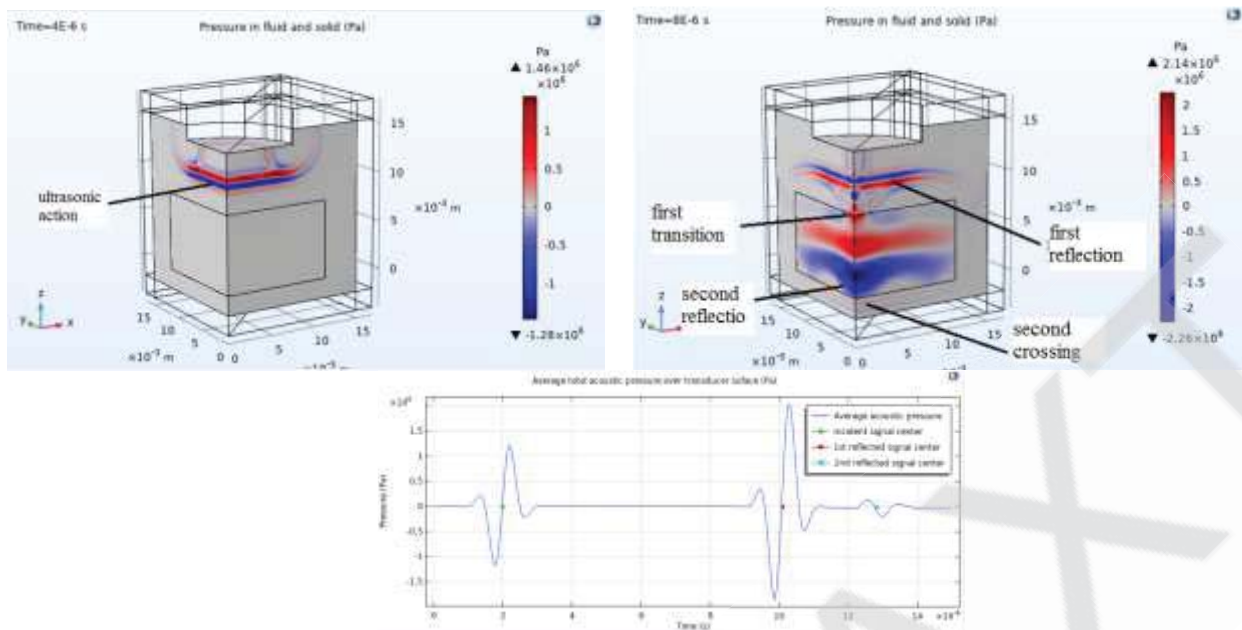 Time=4E-6 s
Pressure in fluid and solid (Pa)
Pa
▲ 1.46×10⁶
×10⁶
1
0.5
0
-0.5
-1
▼ -1.28×10⁶
ultrasonic
action
15
10
5
0
×10⁻³ m
z
y
x
15
10
5
0
×10⁻³ m
0
5
10
15
Time=8E-6 s
Pressure in fluid and solid (Pa)
Pa
▲ 2.14×10⁶
×10⁶
2
1.5
1
0.5
0
-0.5
-1
-1.5
-2
▼ -2.26×10⁶
first
transition
first
reflection
second
reflectio
second
crossing
15
10
5
0
×10⁻³ m
z
y
15
10
5
0
×10⁻³ m
0
5
10
15
Average total acoustic pressure over transducer surface (Pa)
Average acoustic pressure
Incident signal center
1st reflected signal center
2nd reflected signal center
Pressure (Pa)
1.5
1
0.5
0
-0.5
-1
-1.5
0
2
4
6
8
10
12
14
×10⁻⁶
Time (s)